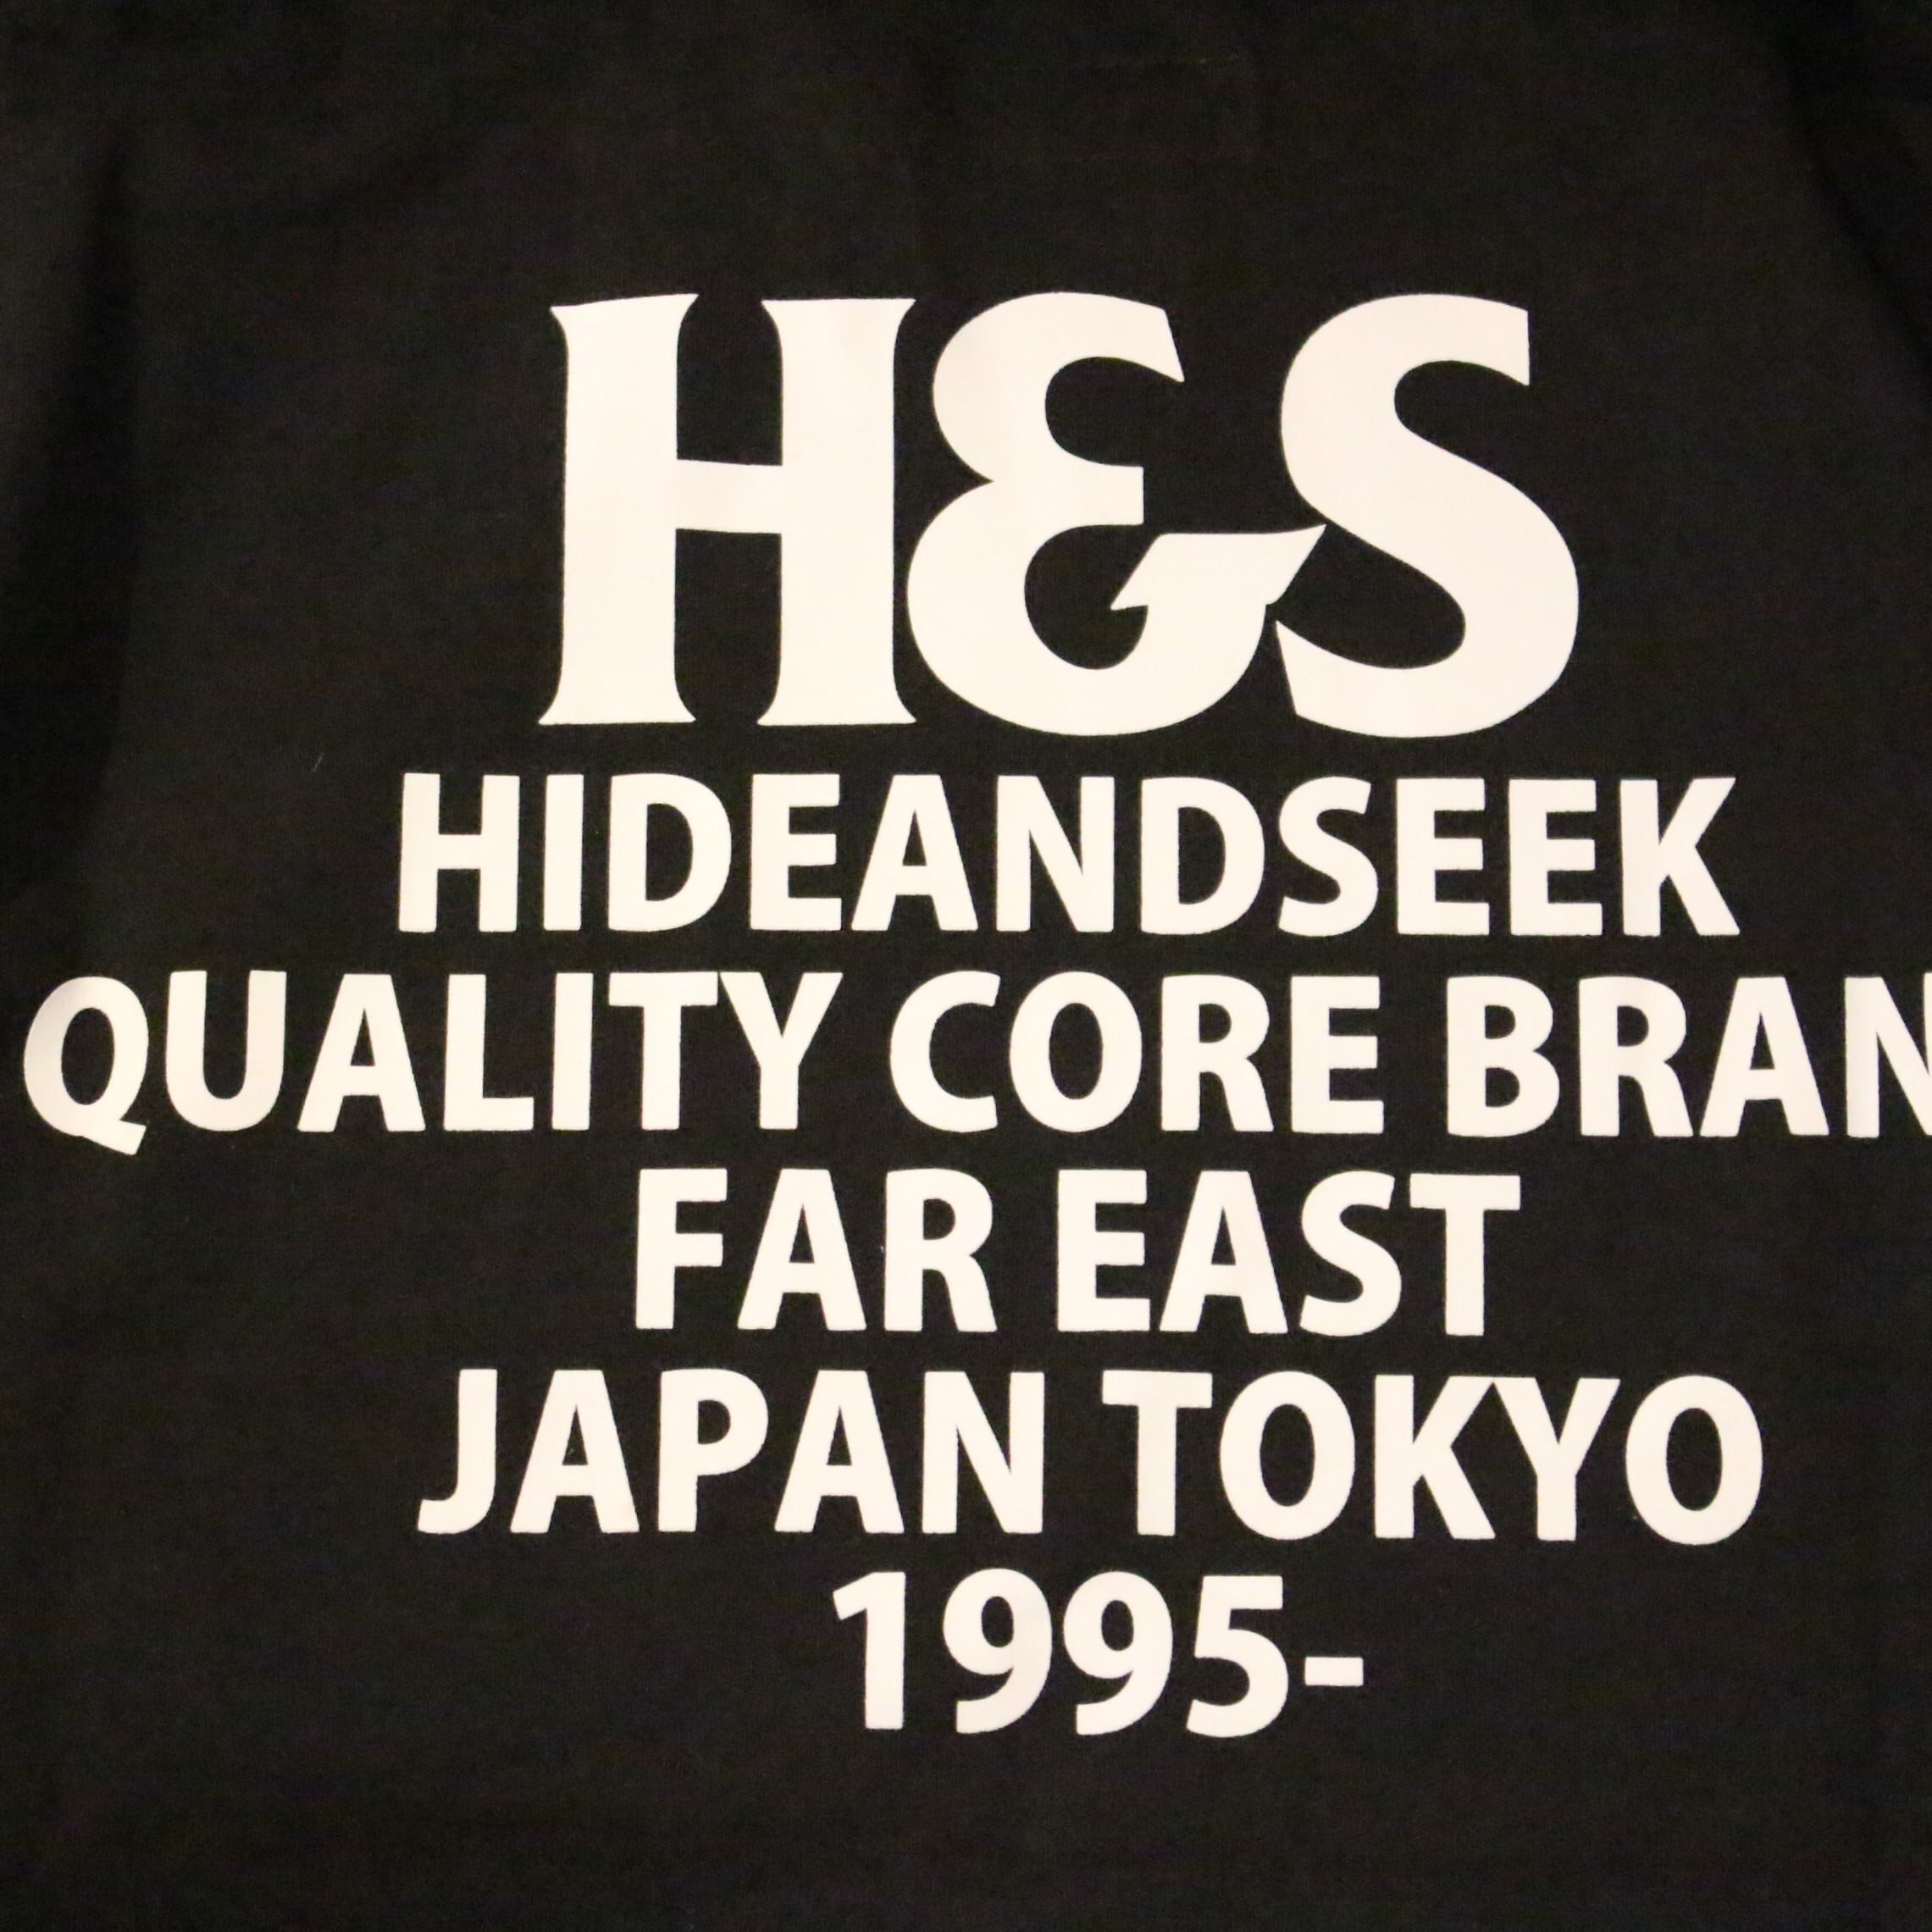 H&S
HIDEANDSEEK
QUALITY CORE BRAN
FAR EAST
JAPAN TOKYO
1995-